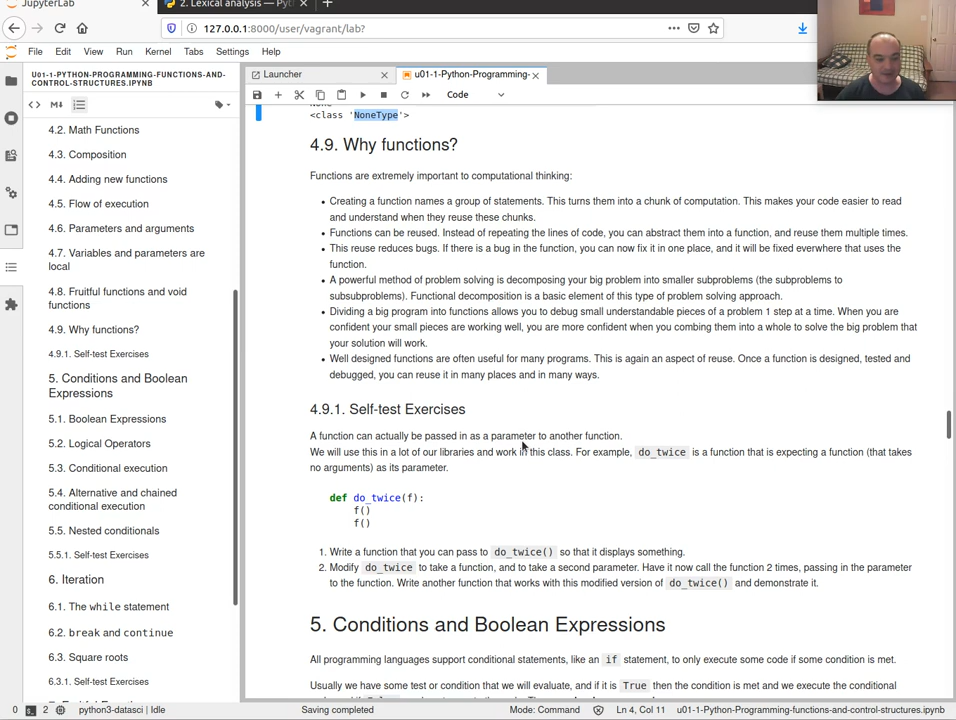 JupyterLab
2. Lexical analysis — Pyth
127.0.0.1:8000/user/vagrant/lab?
File Edit View Run Kernel Tabs Settings Help
U01-1-PYTHON-PROGRAMMING-FUNCTIONS-AND-
CONTROL-STRUCTURES.IPYNB
Launcher
u01-1-Python-Programming-
Code
4.2. Math Functions
4.3. Composition
4.4. Adding new functions
4.5. Flow of execution
4.6. Parameters and arguments
4.7. Variables and parameters are
local
4.8. Fruitful functions and void
functions
4.9. Why functions?
4.9.1. Self-test Exercises
5. Conditions and Boolean
Expressions
5.1. Boolean Expressions
5.2. Logical Operators
5.3. Conditional execution
5.4. Alternative and chained
conditional execution
5.5. Nested conditionals
5.5.1. Self-test Exercises
6. Iteration
6.1. The while statement
6.2. break and continue
6.3. Square roots
6.3.1. Self-test Exercises
None
<class 'NoneType'>
4.9. Why functions?
Functions are extremely important to computational thinking:
• Creating a function names a group of statements. This turns them into a chunk of computation. This makes your code easier to read
and understand when they reuse these chunks.
• Functions can be reused. Instead of repeating the lines of code, you can abstract them into a function, and reuse them multiple times.
• This reuse reduces bugs. If there is a bug in the function, you can now fix it in one place, and it will be fixed everwhere that uses the
function.
• A powerful method of problem solving is decomposing your big problem into smaller subproblems (the subproblems to
subsubproblems). Functional decomposition is a basic element of this type of problem solving approach.
• Dividing a big program into functions allows you to debug small understandable pieces of a problem 1 step at a time. When you are
confident your small pieces are working well, you are more confident when you combing them into a whole to solve the big problem that
your solution will work.
• Well designed functions are often useful for many programs. This is again an aspect of reuse. Once a function is designed, tested and
debugged, you can reuse it in many places and in many ways.
4.9.1. Self-test Exercises
A function can actually be passed in as a parameter to another function.
We will use this in a lot of our libraries and work in this class. For example, do_twice is a function that is expecting a function (that takes
no arguments) as its parameter.
def do_twice(f):
f()
f()
1. Write a function that you can pass to do_twice() so that it displays something.
2. Modify do_twice to take a function, and to take a second parameter. Have it now call the function 2 times, passing in the parameter
to the function. Write another function that works with this modified version of do_twice() and demonstrate it.
5. Conditions and Boolean Expressions
All programming languages support conditional statements, like an if statement, to only execute some code if some condition is met.
Usually we have some test or condition that we will evaluate, and if it is True then the condition is met and we execute the conditional
0 2 python3-datasci | Idle Saving completed Mode: Command Ln 4, Col 11 u01-1-Python-Programming-functions-and-control-structures.ipynb